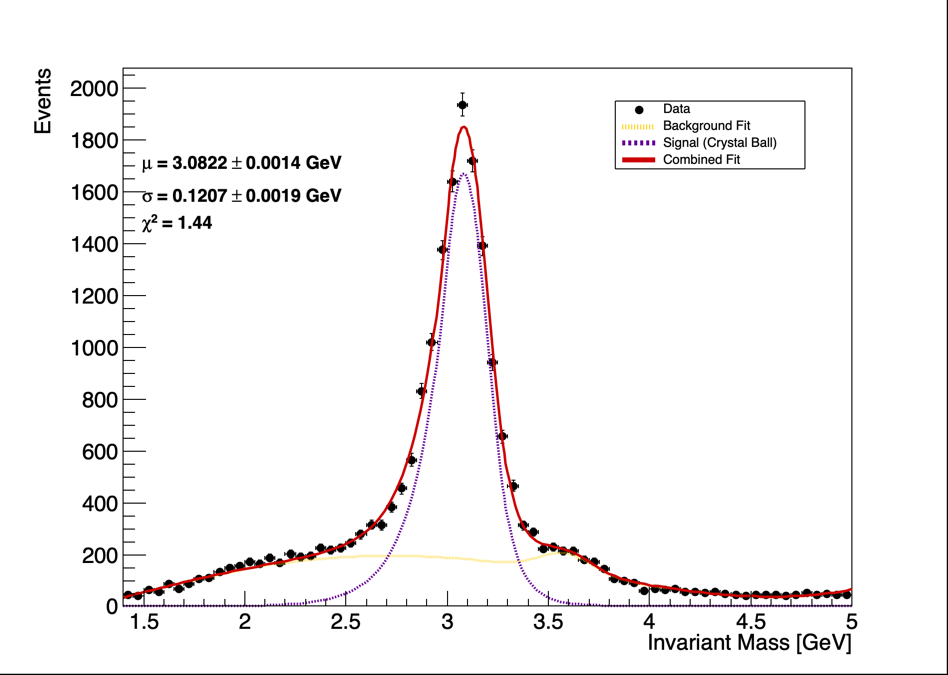 Events
2000
1800
1600
1400
1200
1000
800
600
400
200
0
μ = 3.0822 ± 0.0014 GeV
σ = 0.1207 ± 0.0019 GeV
χ² = 1.44
Data
Background Fit
Signal (Crystal Ball)
Combined Fit
1.5 2 2.5 3 3.5 4 4.5 5
Invariant Mass [GeV]